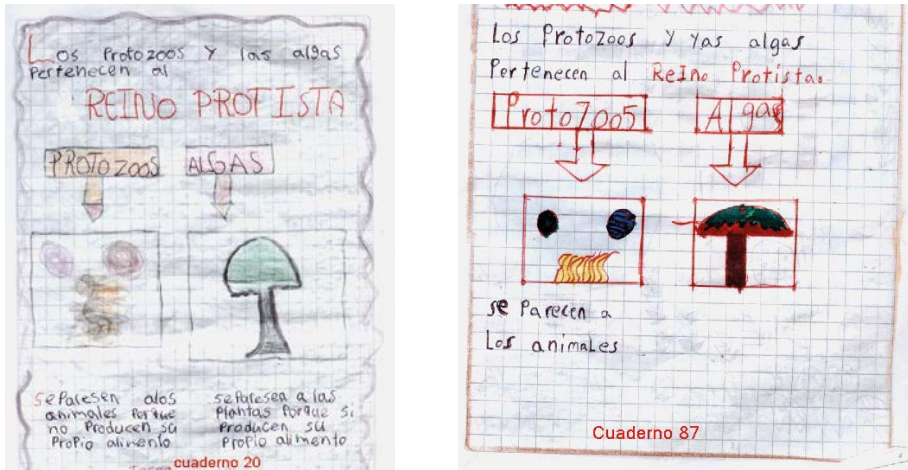 Los Protozoos y las algas
Pertenecen al
REINO PROTISTA
PROTOZOOS
ALGAS
se Paresen alos
animales Porque
no Producen su
Propio alimento
se Paresea a las
Plantas Porque si
Producen su
Propio alimento
cuaderno 20
Los Protozoos y yas algas
Pertenecen al Reino Protista.
Protozoos
Algas
se Parecen a
Los animales
Cuaderno 87